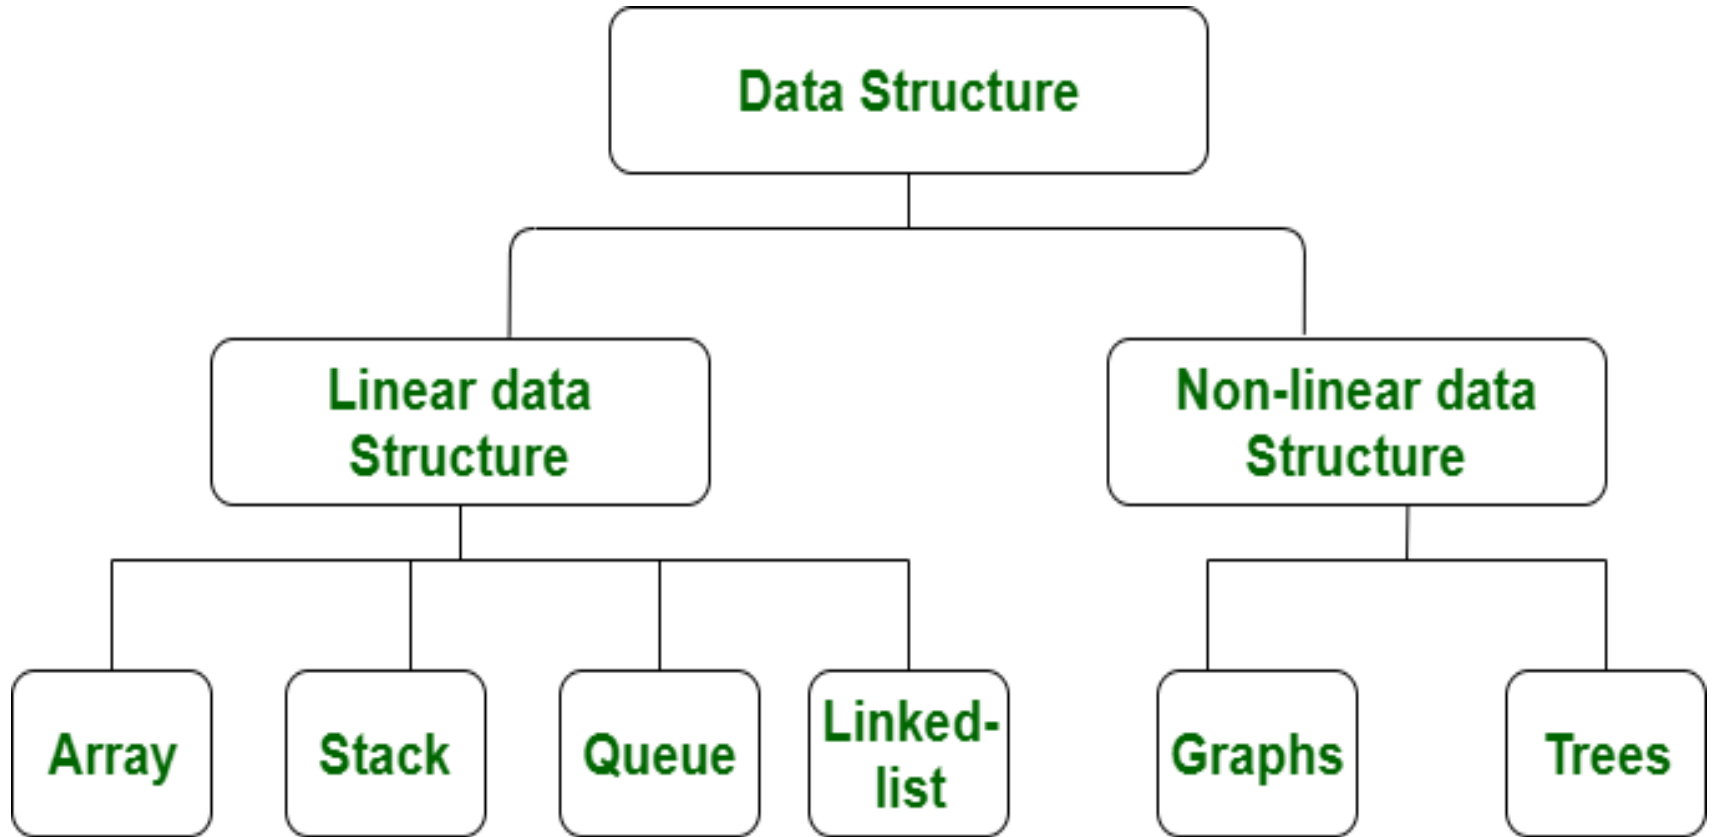 Data Structure
Linear data
Structure
Non-linear data
Structure
Array
Stack
Queue
Linked-
list
Graphs
Trees